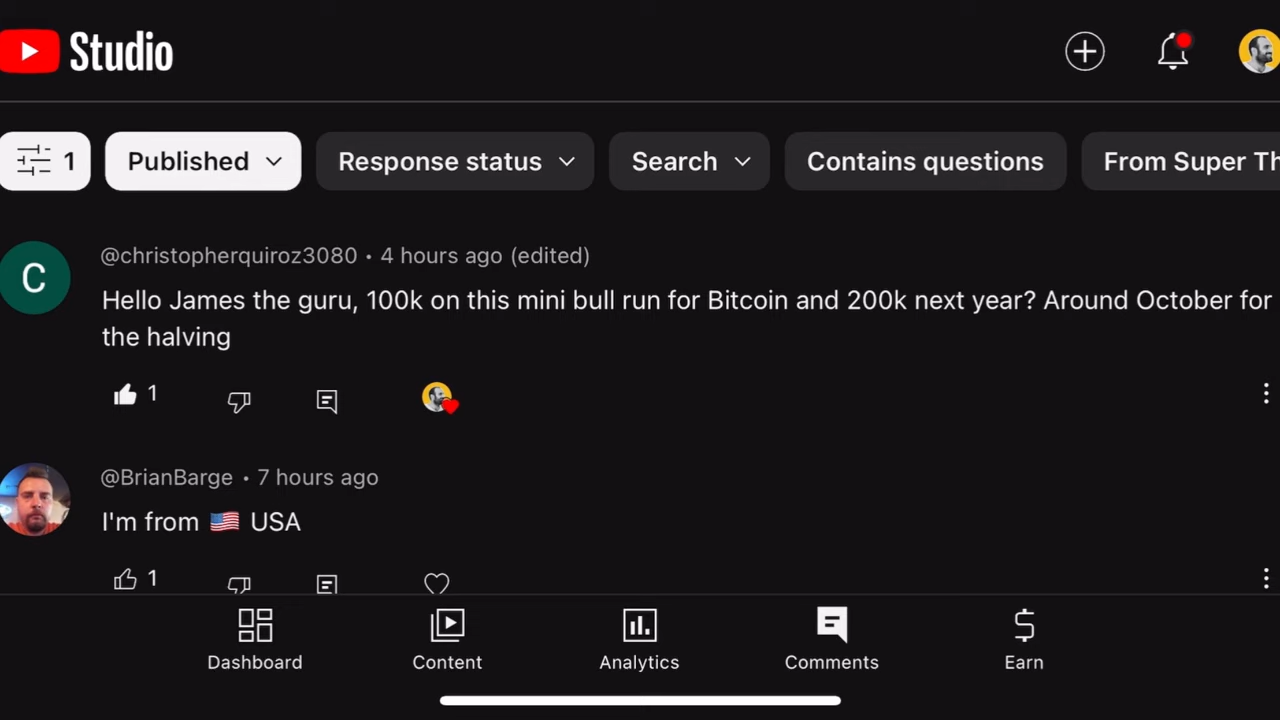 Studio
1
Published
Response status
Search
Contains questions
From Super Th
C
@christopherquiroz3080 • 4 hours ago (edited)
Hello James the guru, 100k on this mini bull run for Bitcoin and 200k next year? Around October for
the halving
1
@BrianBarge • 7 hours ago
I'm from 🇺🇸 USA
1
Dashboard
Content
Analytics
Comments
Earn